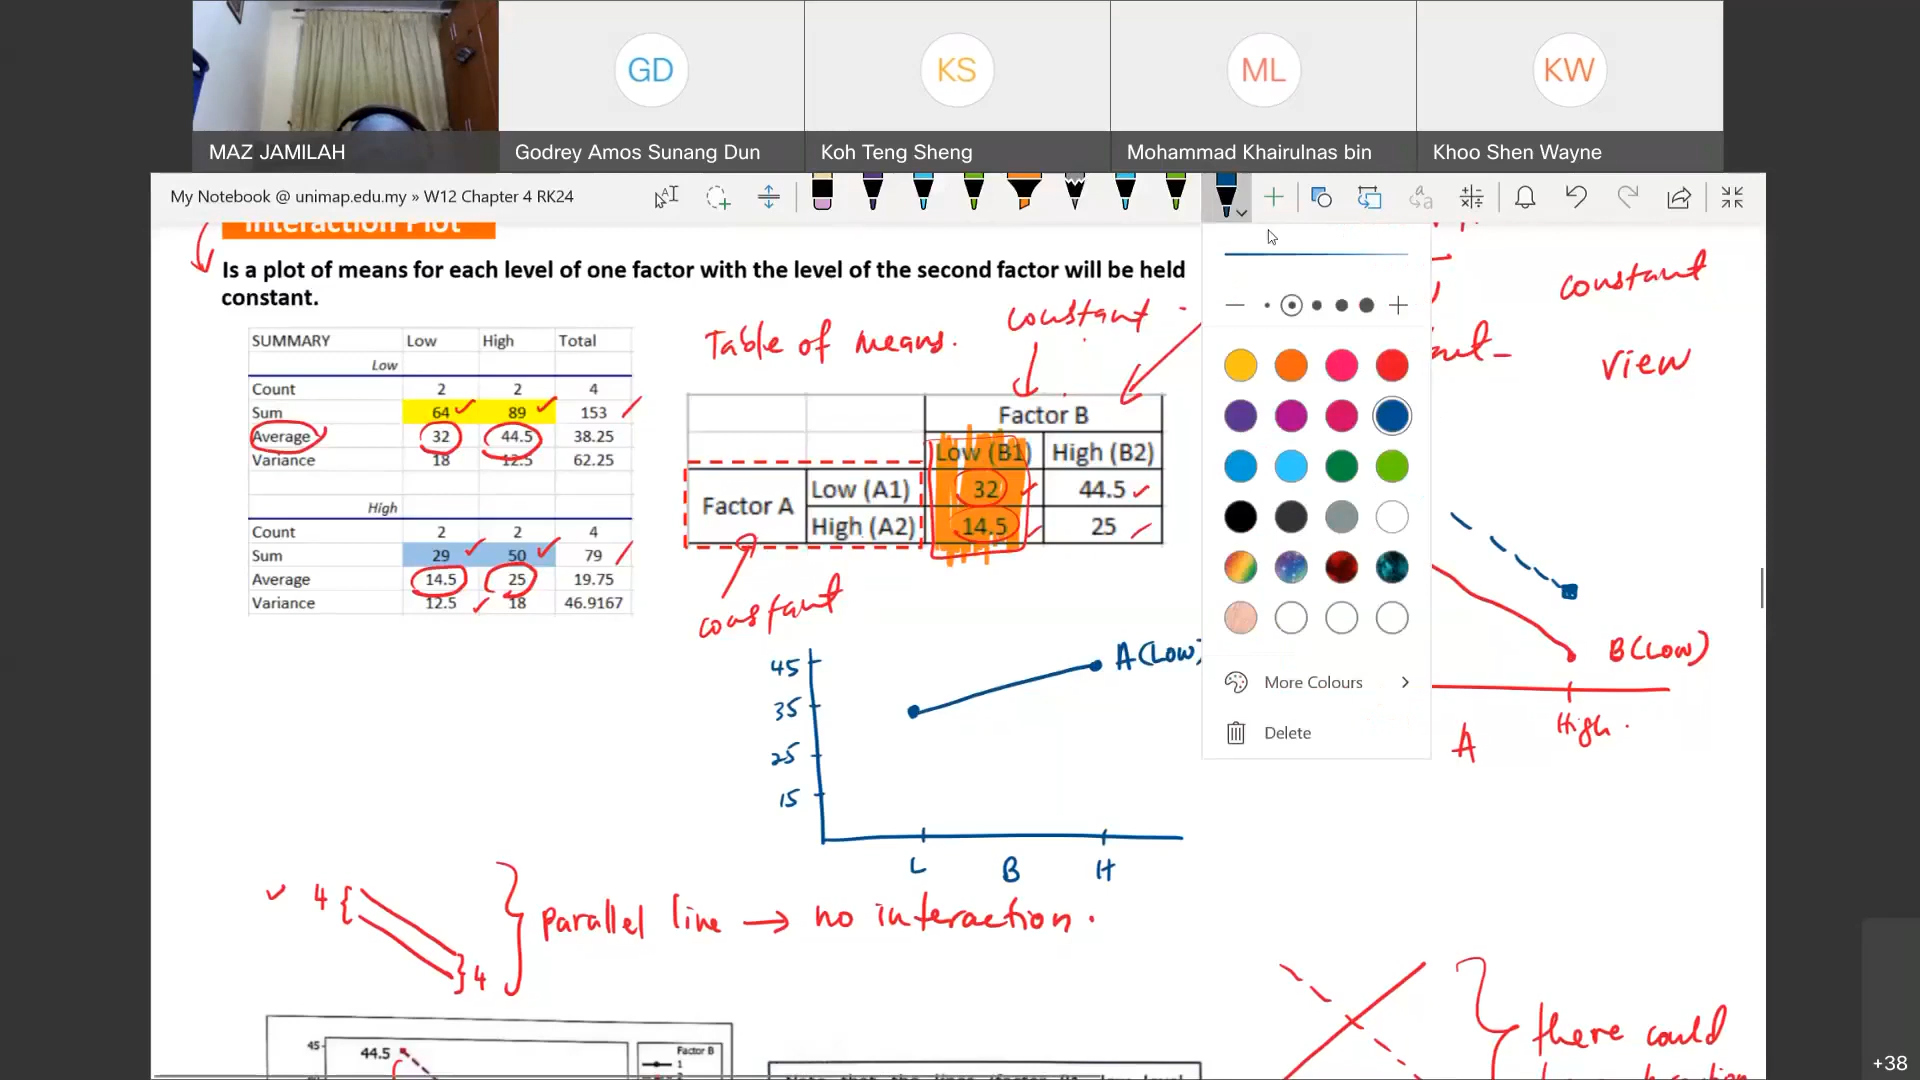 GD
KS
ML
KW
MAZ JAMILAH
Godrey Amos Sunang Dun
Koh Teng Sheng
Mohammad Khairulnas bin
Khoo Shen Wayne
My Notebook @ unimap.edu.my » W12 Chapter 4 RK24
Interaction Plot
Is a plot of means for each level of one factor with the level of the second factor will be held
constant.
SUMMARY Low High Total
Low
Count 2 2 4
Sum 64 89 153
Average 32 44.5 38.25
Variance 18 12.5 62.25
High
Count 2 2 4
Sum 29 50 79
Average 14.5 25 19.75
Variance 12.5 18 46.9167
Table of means.
constant
Factor B
Low (B1) High (B2)
Factor A Low (A1) 32 44.5
High (A2) 14.5 25
constant
constant
view
45
35
25
15
A(Low)
L B H
More Colours
Delete
B(Low)
High.
A
4
4
parallel line → no interaction.
45
44.5
Factor B
1
there could
+38